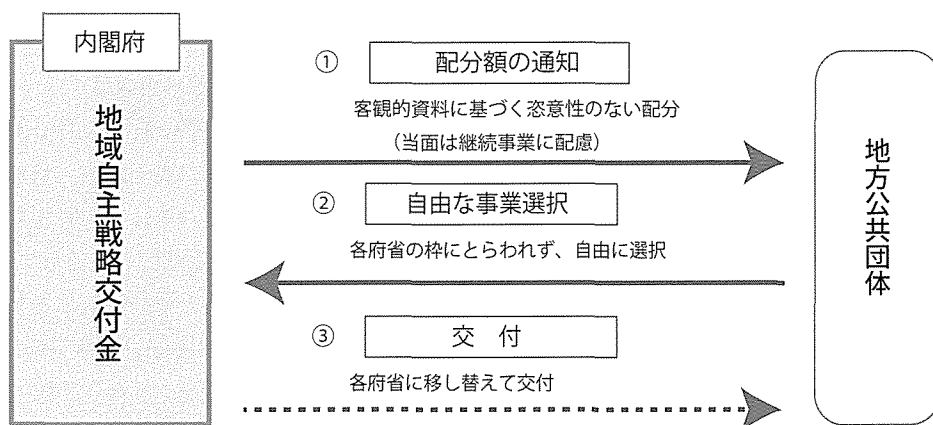 内閣府
地域自主戦略交付金
① 配分額の通知
客観的資料に基づく恣意性のない配分
（当面は継続事業に配慮）
② 自由な事業選択
各府省の枠にとらわれず、自由に選択
③ 交　付
各府省に移し替えて交付
地方公共団体